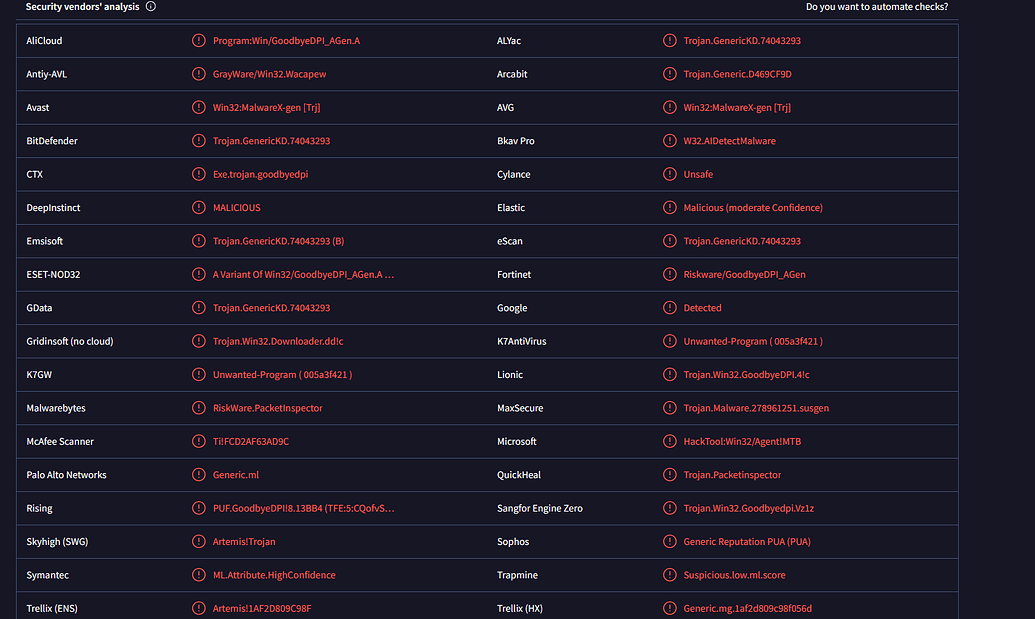 Security vendors' analysis Do you want to automate checks?
AliCloud Program:Win/GoodbyeDPI_AGen.A ALYac Trojan.GenericKD.74043293
Antiy-AVL GrayWare/Win32.Wacapew Arcabit Trojan.Generic.D469CF9D
Avast Win32:MalwareX-gen [Trj] AVG Win32:MalwareX-gen [Trj]
BitDefender Trojan.GenericKD.74043293 Bkav Pro W32.AIDetectMalware
CTX Exe.trojan.goodbyedpi Cylance Unsafe
DeepInstinct MALICIOUS Elastic Malicious (moderate Confidence)
Emsisoft Trojan.GenericKD.74043293 (B) eScan Trojan.GenericKD.74043293
ESET-NOD32 A Variant Of Win32/GoodbyeDPI_AGen.A ... Fortinet Riskware/GoodbyeDPI_AGen
GData Trojan.GenericKD.74043293 Google Detected
Gridinsoft (no cloud) Trojan.Win32.Downloader.dd!c K7AntiVirus Unwanted-Program ( 005a3f421 )
K7GW Unwanted-Program ( 005a3f421 ) Lionic Trojan.Win32.GoodbyeDPI.4!c
Malwarebytes RiskWare.PacketInspector MaxSecure Trojan.Malware.278961251.susgen
McAfee Scanner Ti!FCD2AF63AD9C Microsoft HackTool:Win32/Agent!MTB
Palo Alto Networks Generic.ml QuickHeal Trojan.Packetinspector
Rising PUF.GoodbyeDPI!8.13BB4 (TFE:5:CQofvS... Sangfor Engine Zero Trojan.Win32.Goodbyedpi.Vz1z
Skyhigh (SWG) Artemis!Trojan Sophos Generic Reputation PUA (PUA)
Symantec ML.Attribute.HighConfidence Trapmine Suspicious.low.ml.score
Trellix (ENS) Artemis!1AF2D809C98F Trellix (HX) Generic.mg.1af2d809c98f056d